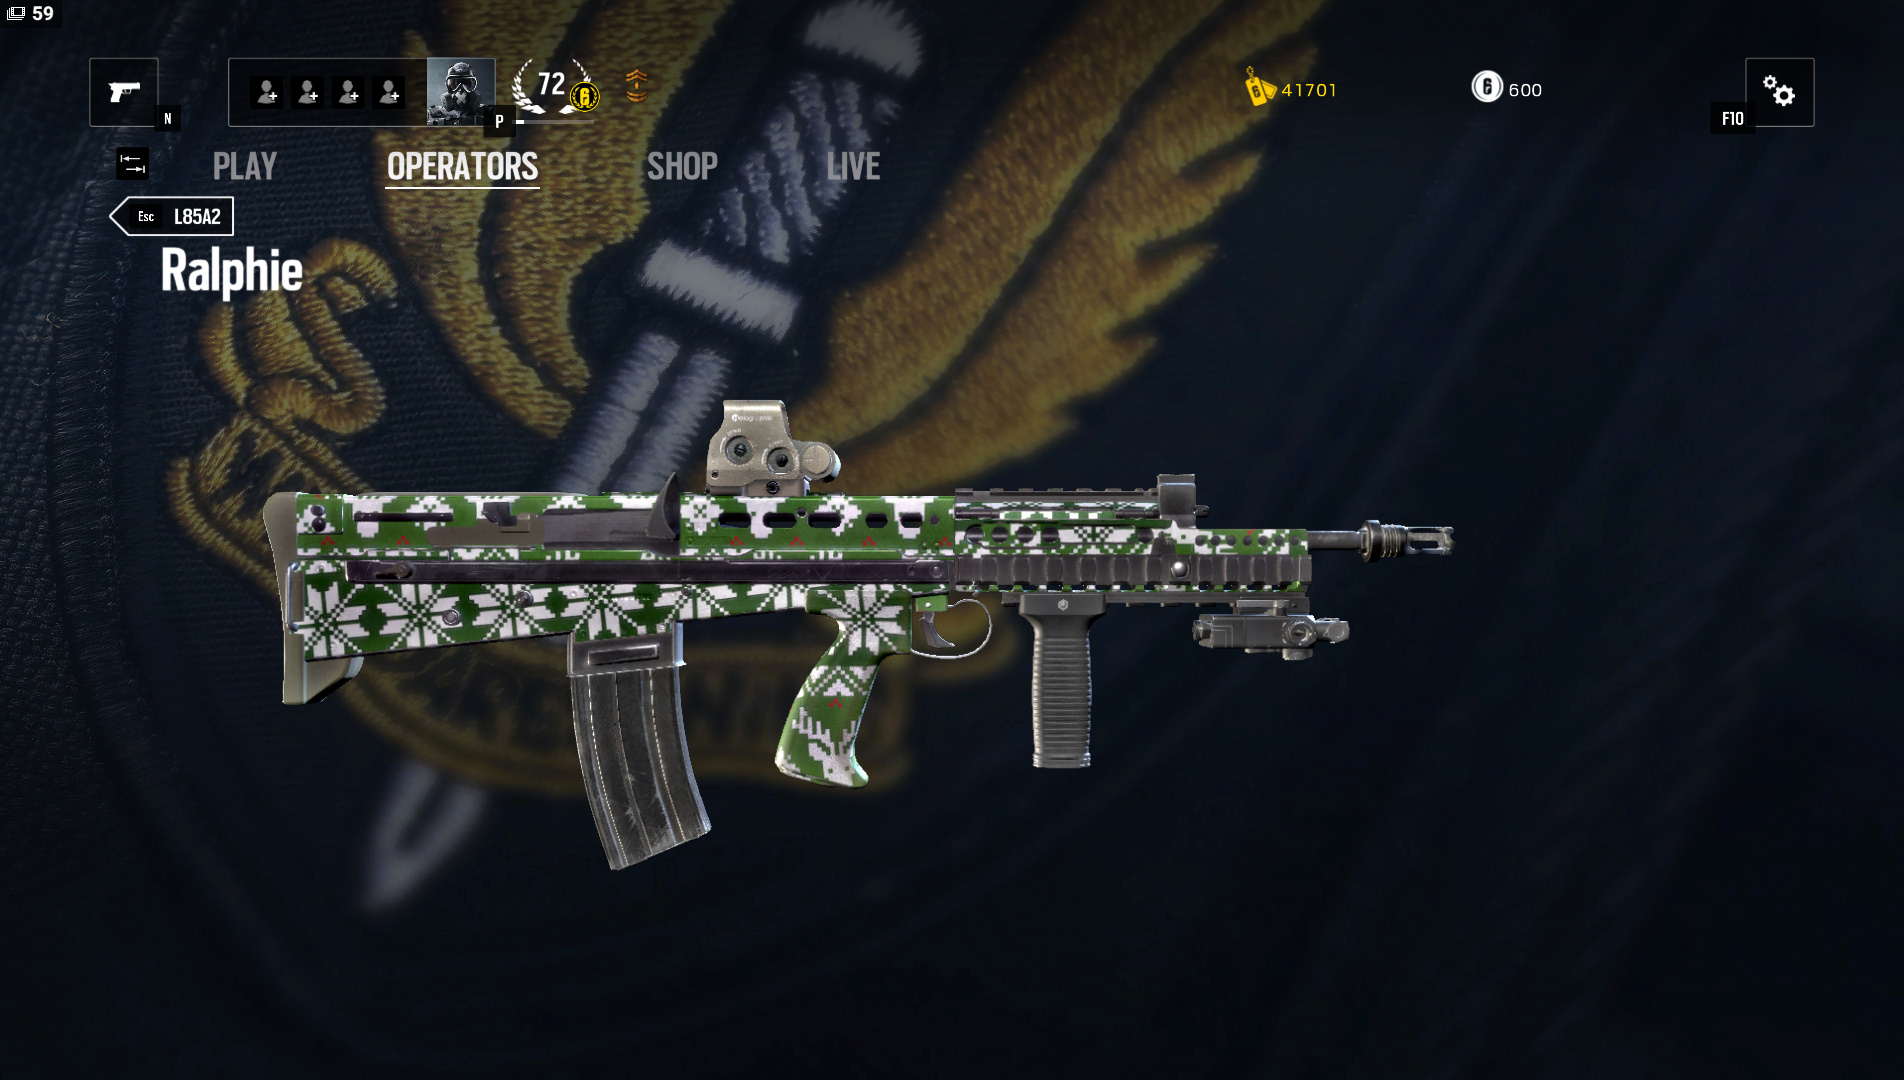 59
N
P
72
41701
600
F10
PLAY
OPERATORS
SHOP
LIVE
Esc
L85A2
Ralphie